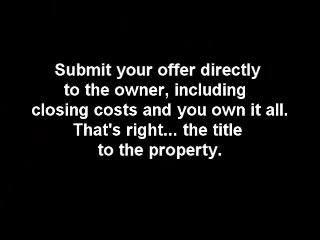 Submit your offer directly
to the owner, including
closing costs and you own it all.
That's right... the title
to the property.